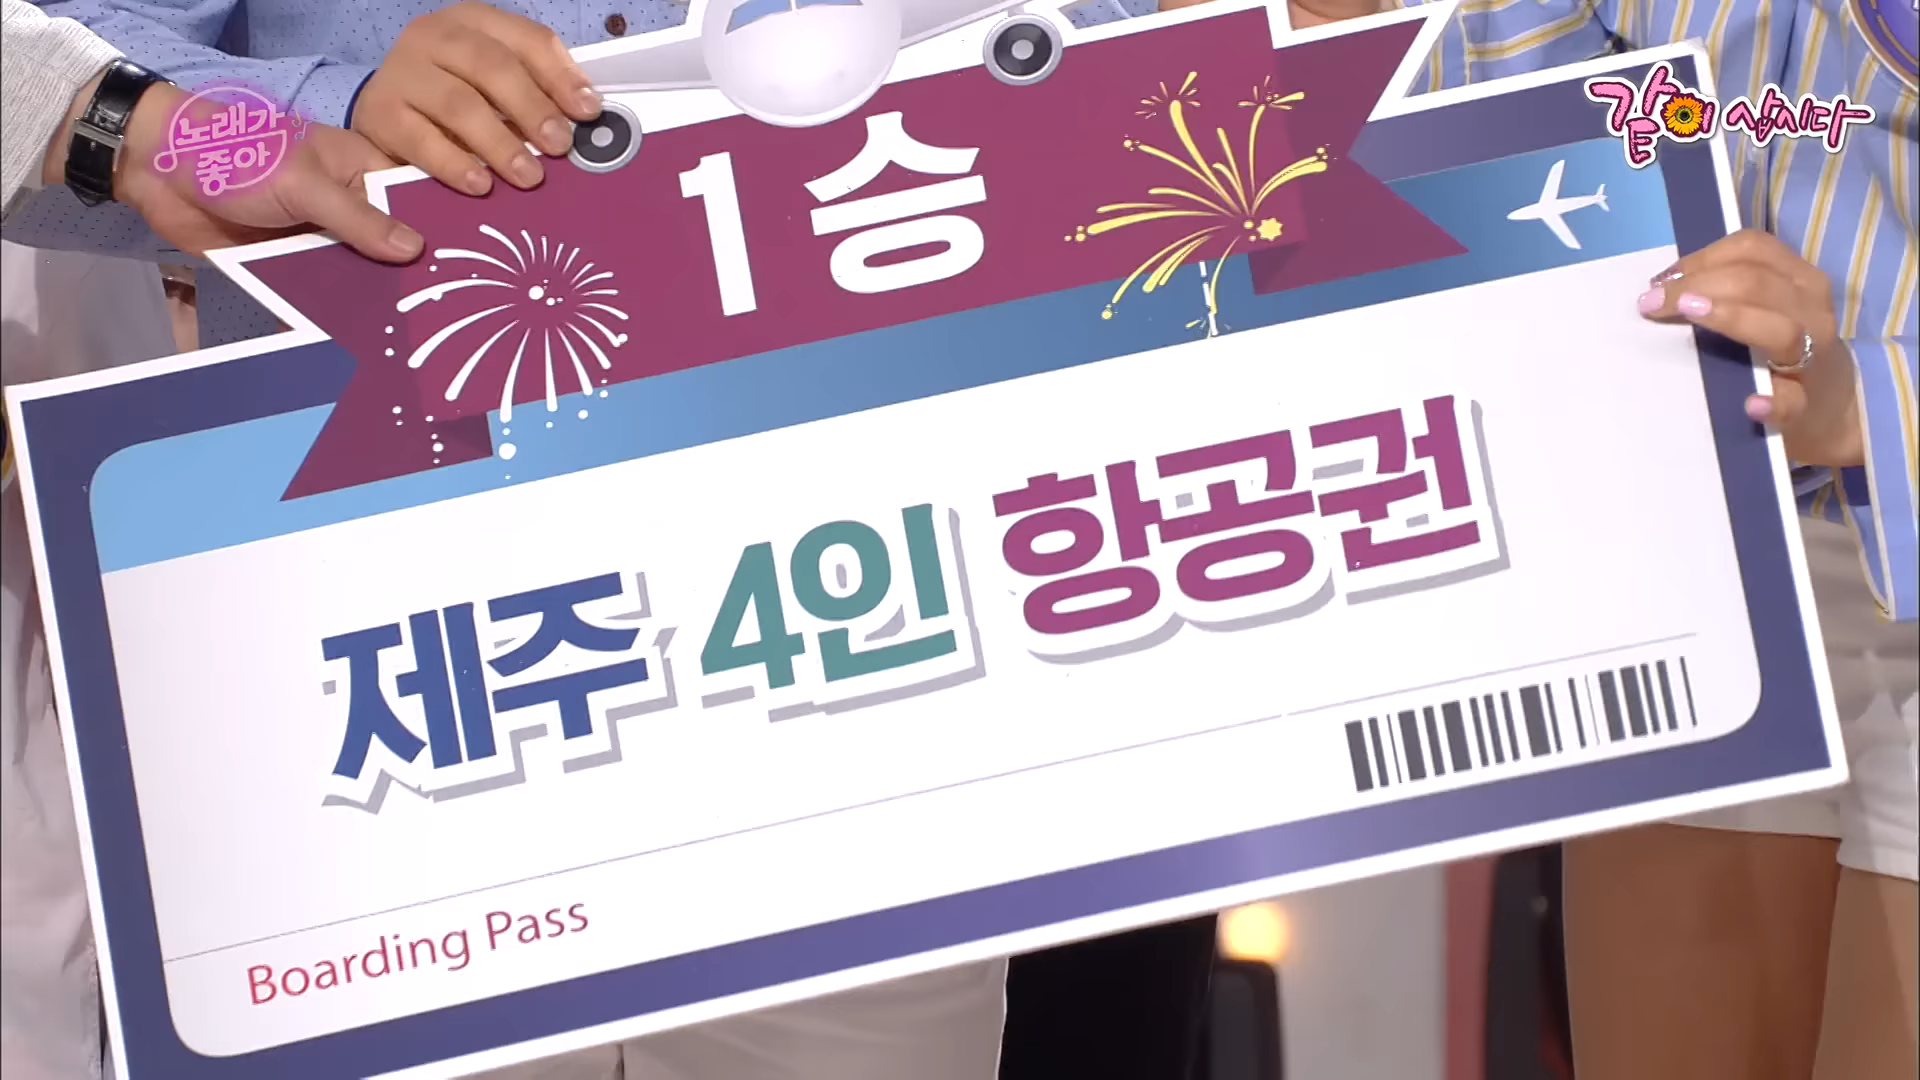 노래가
좋아
같이 삽시다
1승
제주 4인 항공권
Boarding Pass